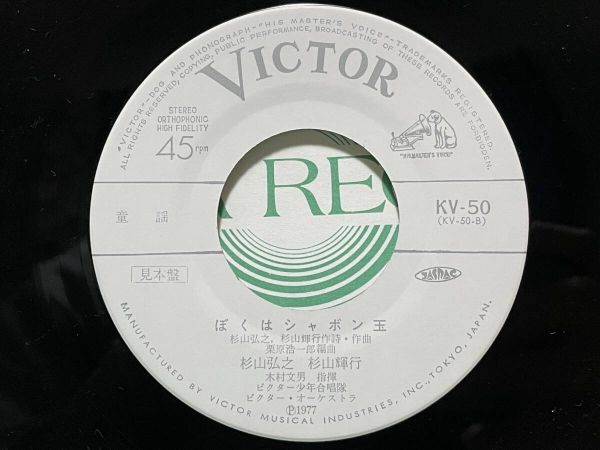 "VICTOR"—DOG AND PHONOGRAPH—"HIS MASTER'S VOICE"—TRADEMARKS REGISTERED.
ALL RIGHTS RESERVED, COPYING, PUBLIC PERFORMANCE, BROADCASTING OF THESE RECORDS ARE FORBIDDEN.
VICTOR
STEREO
ORTHOPHONIC
HIGH FIDELITY
45rpm
"HIS MASTER'S VOICE"
RE
童謡
KV-50
(KV-50-B)
見本盤
JASRAC
ぼくはシャボン玉
杉山弘之, 杉山輝行作詩・作曲
栗原浩一郎編曲
杉山弘之 杉山輝行
木村文男 指揮
ビクター少年合唱隊
ビクター・オーケストラ
Ⓟ1977
MANUFACTURED BY VICTOR MUSICAL INDUSTRIES, INC., TOKYO, JAPAN.